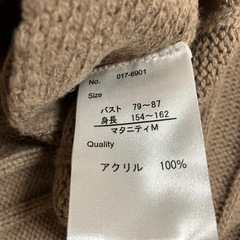 No. 017-6901
Size
バスト 79～87
身長 154～162
マタニティM
Quality
アクリル 100%